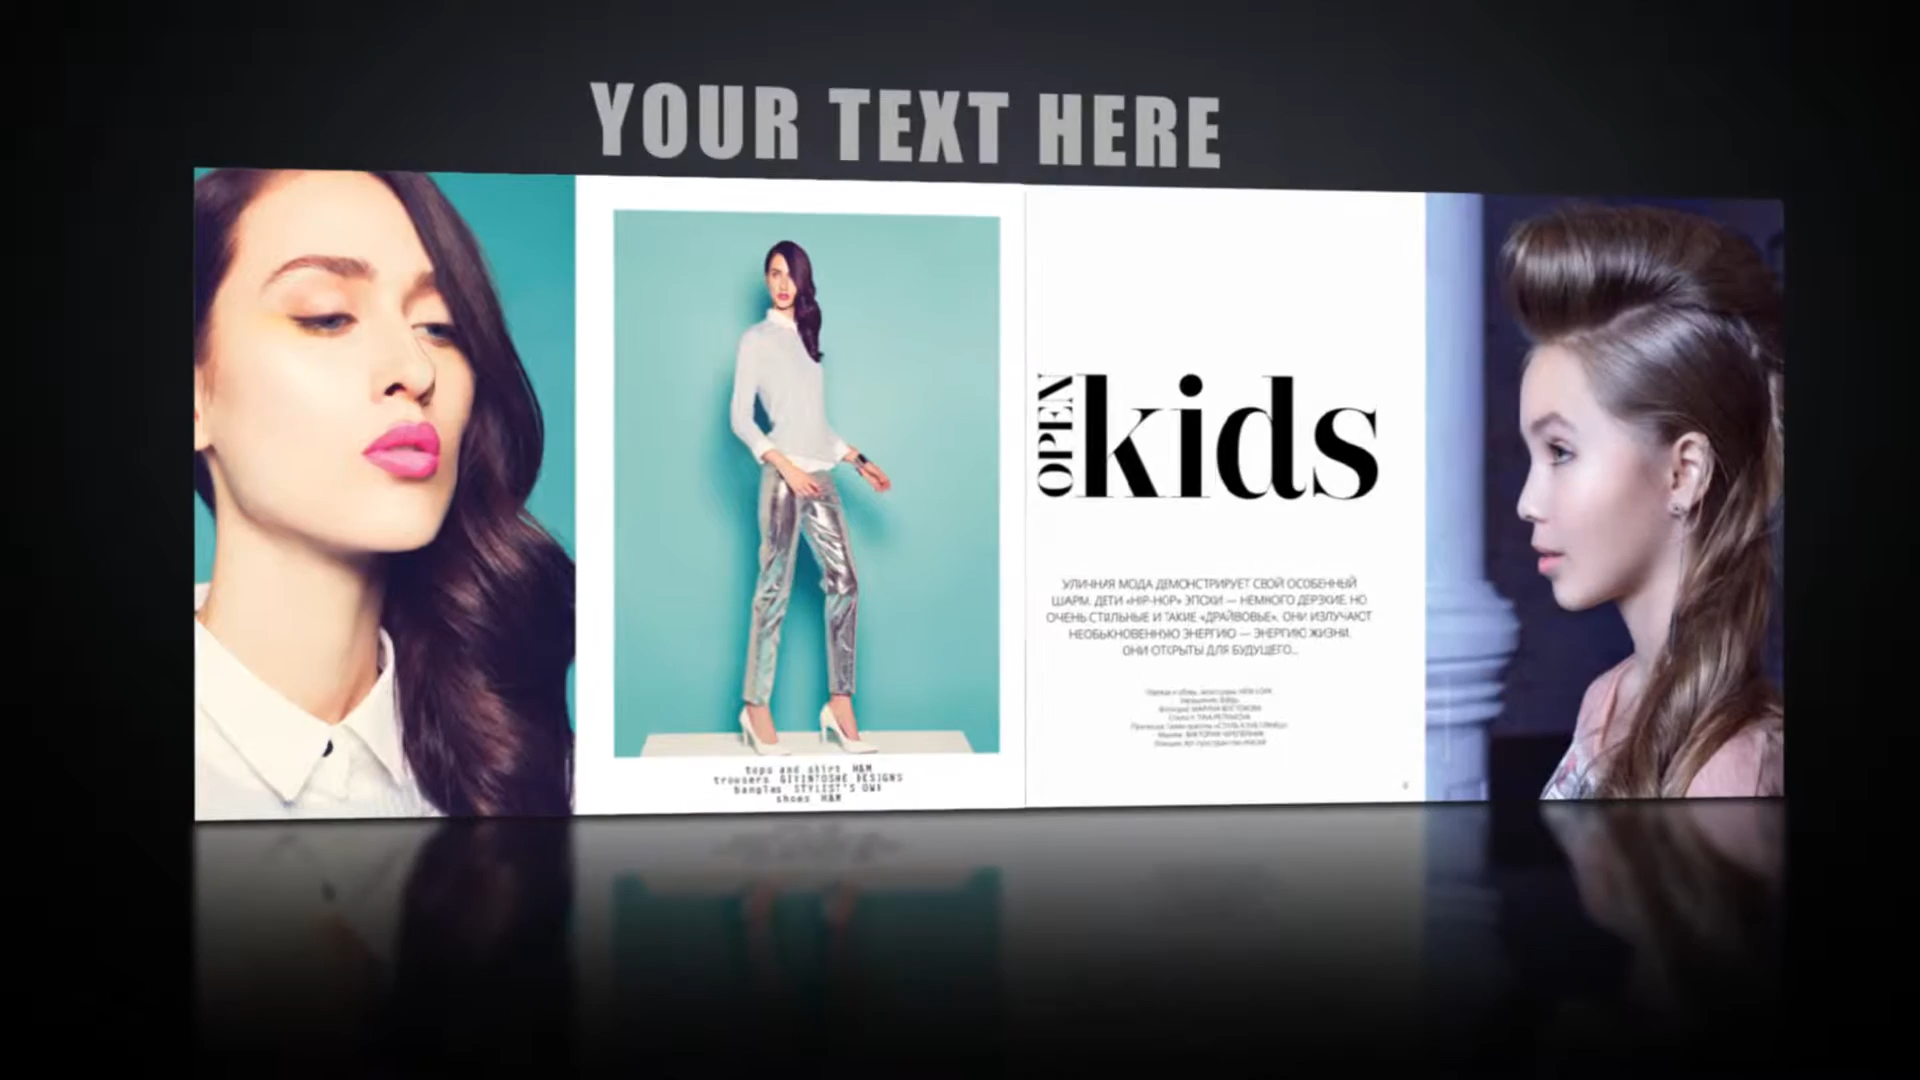 YOUR TEXT HERE
OPEN
kids
УЛИЧНАЯ МОДА ДЕМОНСТРИРУЕТ СВОЙ ОСОБЕННЫЙ
ШАРМ. ДЕТИ «HIP-HOP» ЭПОХИ — НЕМНОГО ДЕРЗКИЕ, НО
ОЧЕНЬ СТИЛЬНЫЕ И ТАКИЕ «ДРАЙВОВЫЕ». ОНИ ИЗЛУЧАЮТ
НЕОБЫКНОВЕННУЮ ЭНЕРГИЮ — ЭНЕРГИЮ ЖИЗНИ.
ОНИ ОТКРЫТЫ ДЛЯ БУДУЩЕГО...
tops and skirt H&M
trousers GIVINTOSHE DESIGNS
bangles STYLIST'S OWN
shoes H&M